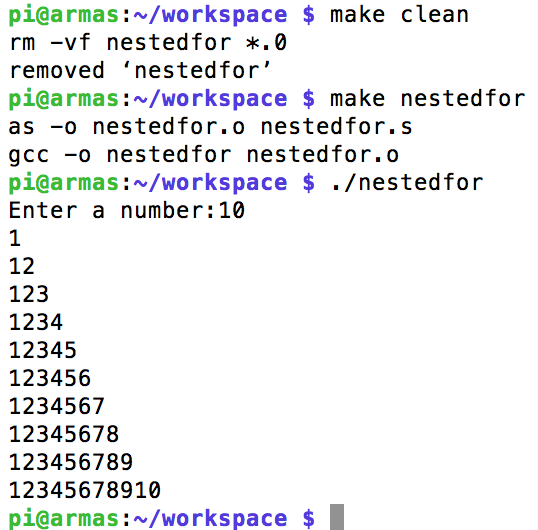 pi@armas:~/workspace $ make clean
rm -vf nestedfor *.0
removed ‘nestedfor’
pi@armas:~/workspace $ make nestedfor
as -o nestedfor.o nestedfor.s
gcc -o nestedfor nestedfor.o
pi@armas:~/workspace $ ./nestedfor
Enter a number:10
1
12
123
1234
12345
123456
1234567
12345678
123456789
12345678910
pi@armas:~/workspace $